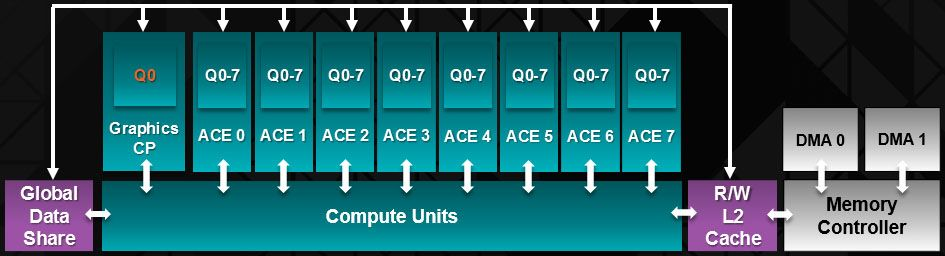 Q0
Q0-7
Q0-7
Q0-7
Q0-7
Q0-7
Q0-7
Q0-7
Q0-7
Graphics
CP
ACE 0
ACE 1
ACE 2
ACE 3
ACE 4
ACE 5
ACE 6
ACE 7
DMA 0
DMA 1
Global
Data
Share
Compute Units
R/W
L2
Cache
Memory
Controller